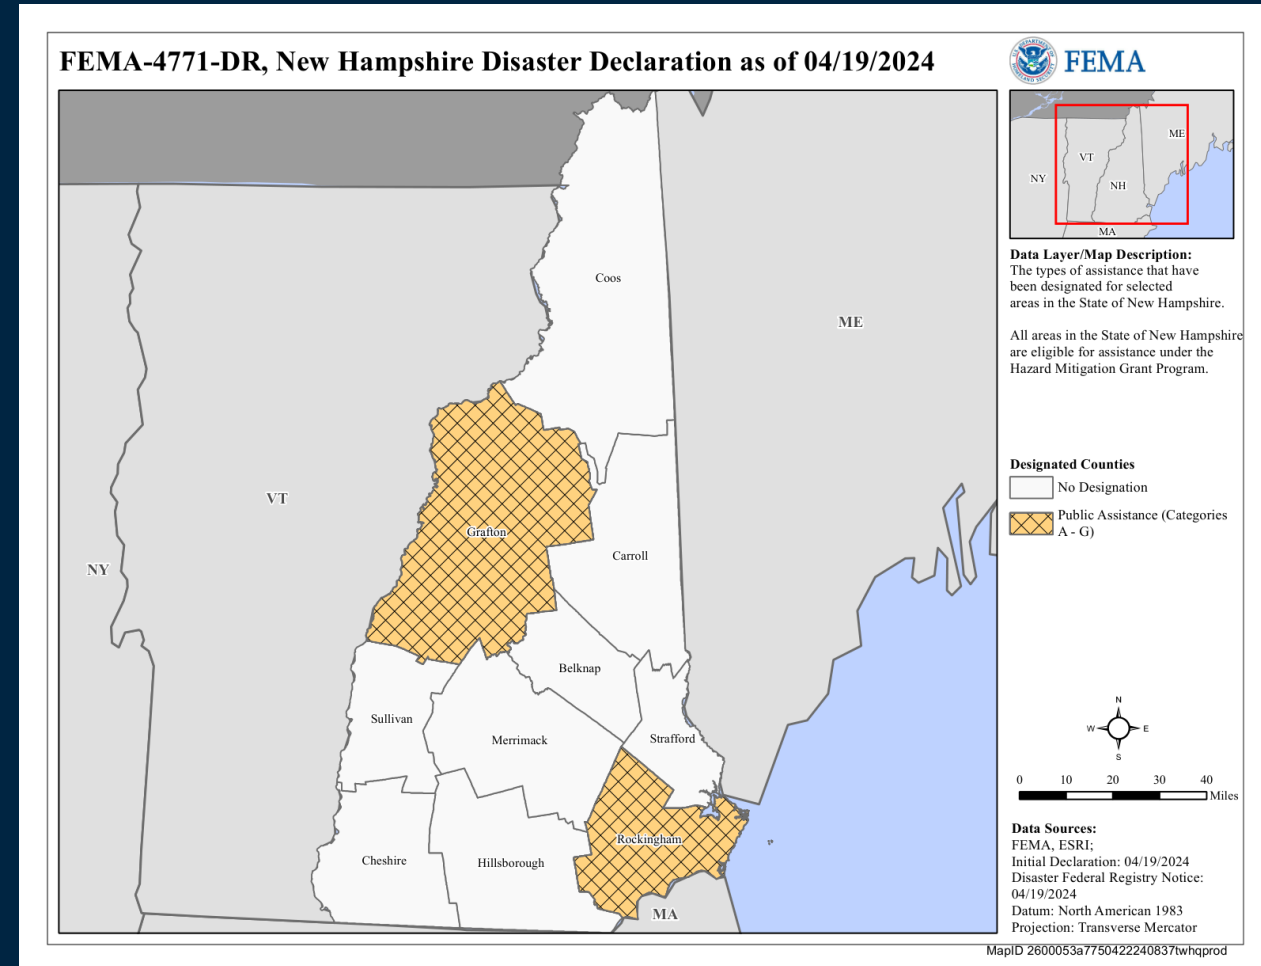 FEMA-4771-DR, New Hampshire Disaster Declaration as of 04/19/2024
FEMA
ME
VT
NY
NH
MA
Data Layer/Map Description:
The types of assistance that have
been designated for selected
areas in the State of New Hampshire.
All areas in the State of New Hampshire
are eligible for assistance under the
Hazard Mitigation Grant Program.
Designated Counties
No Designation
Public Assistance (Categories
A - G)
Coos
ME
VT
Grafton
Carroll
NY
Belknap
Sullivan
Merrimack
Strafford
Rockingham
Cheshire
Hillsborough
MA
N
W E
S
0 10 20 30 40
Miles
Data Sources:
FEMA, ESRI;
Initial Declaration: 04/19/2024
Disaster Federal Registry Notice:
04/19/2024
Datum: North American 1983
Projection: Transverse Mercator
MapID 2600053a7750422240837twhqprod